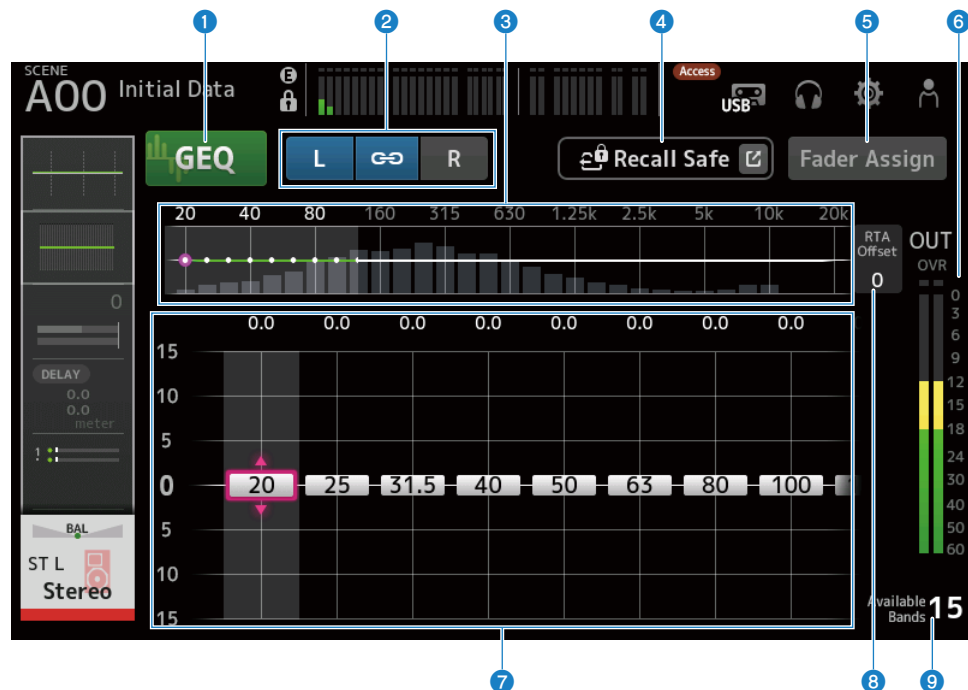 1 2 3 4 5 6
SCENE
A00 Initial Data
E
Access
USB
GEQ
L R
Recall Safe
Fader Assign
20 40 80 160 315 630 1.25k 2.5k 5k 10k 20k
RTA
Offset
0
OUT
OVR
0
3
6
9
12
15
18
24
30
40
50
60
0
DELAY
0.0
0.0
meter
!
BAL
ST L
Stereo
0.0 0.0 0.0 0.0 0.0 0.0 0.0 0.0
15
10
5
0 20 25 31.5 40 50 63 80 100
5
10
15
Available
Bands 15
7 8 9